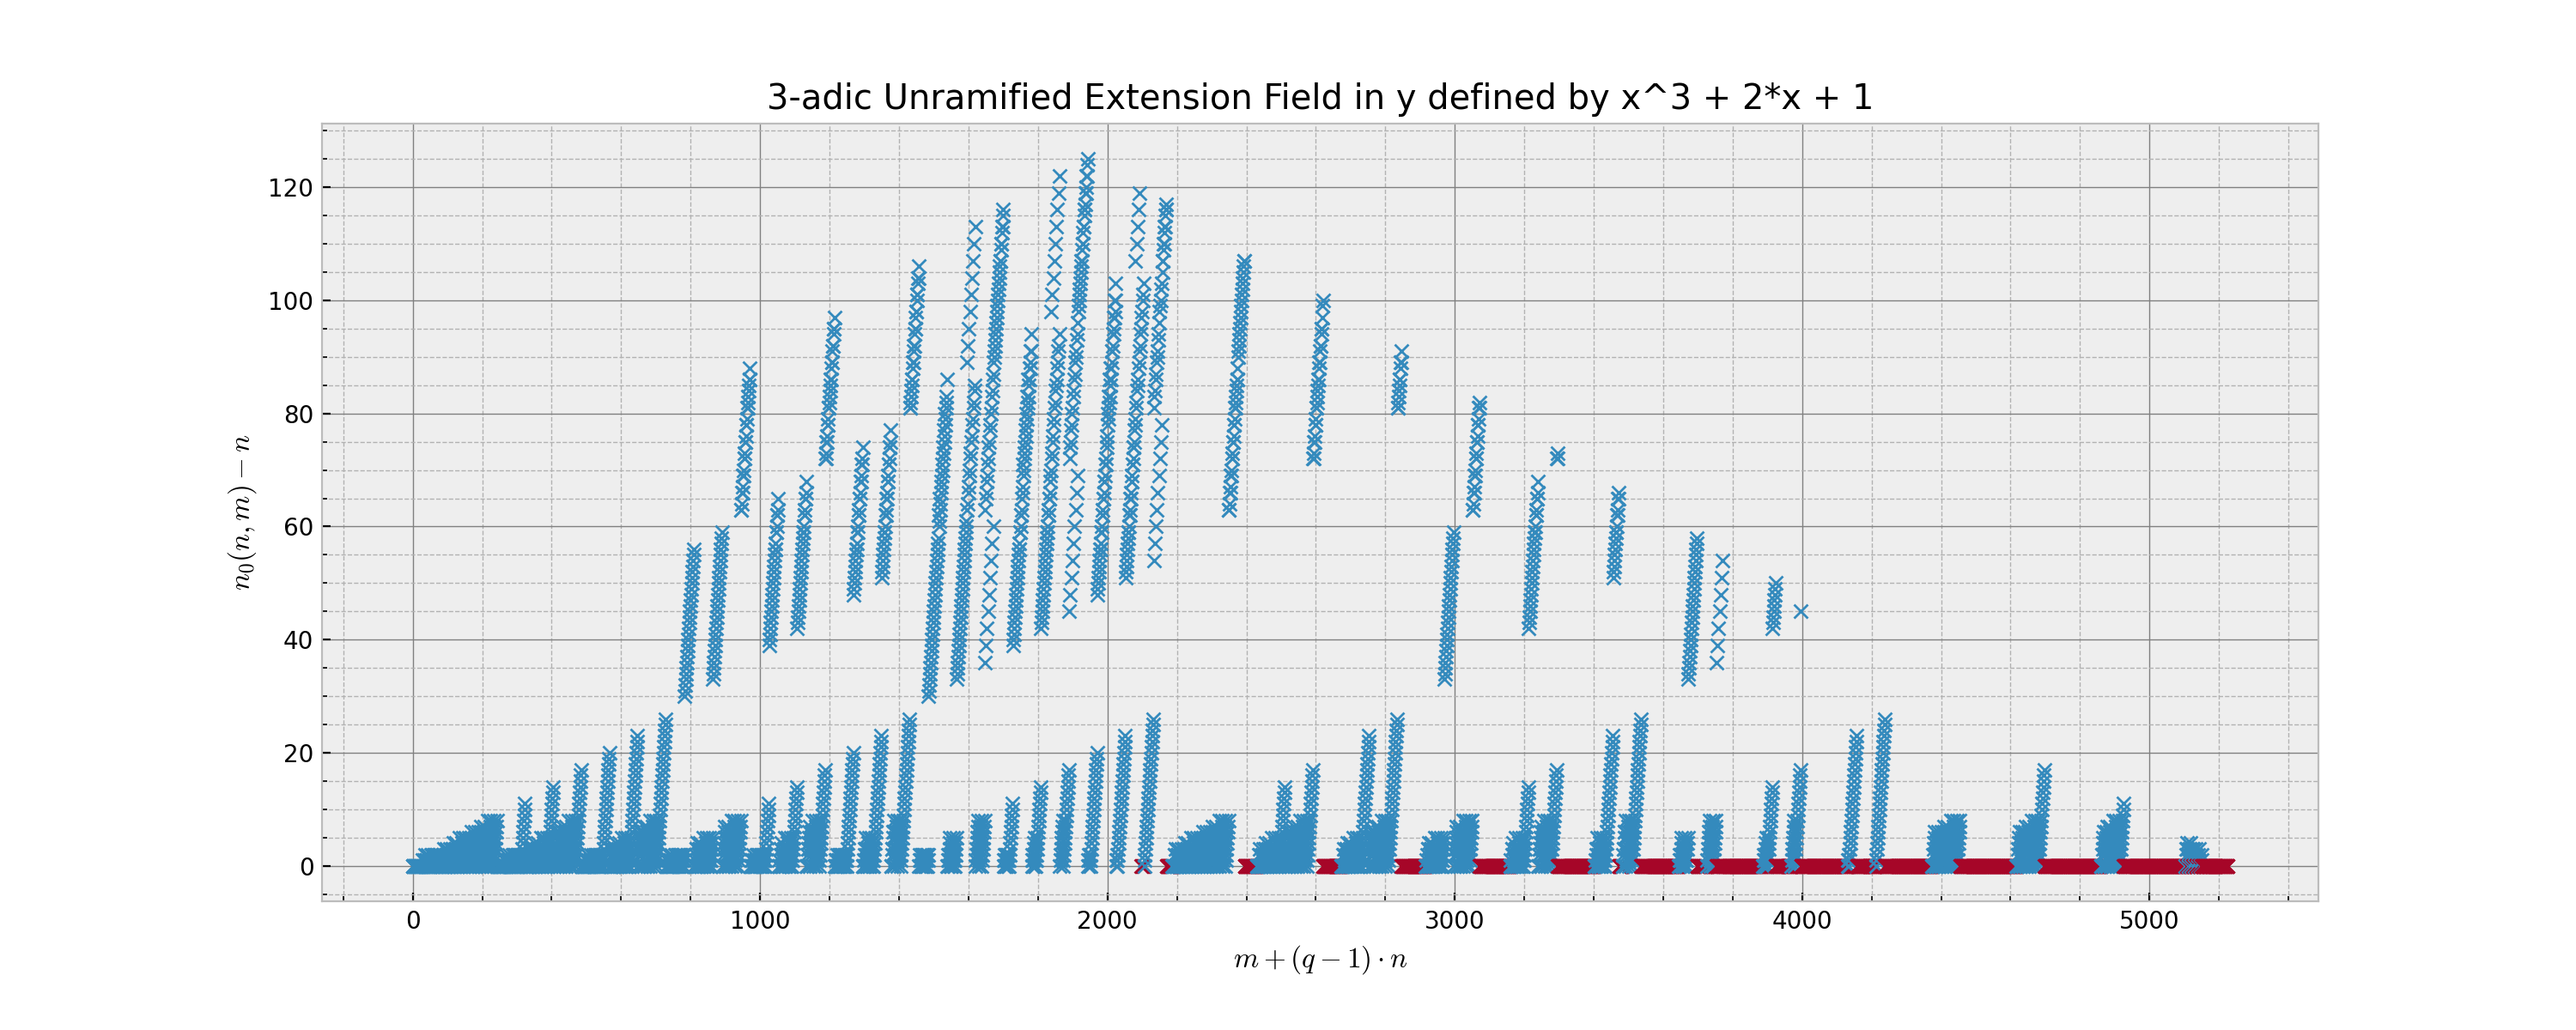 3-adic Unramified Extension Field in y defined by x^3 + 2*x + 1
120
100
80
60
40
20
0
n₀(n, m) − n
0 1000 2000 3000 4000 5000
m + (q − 1) · n